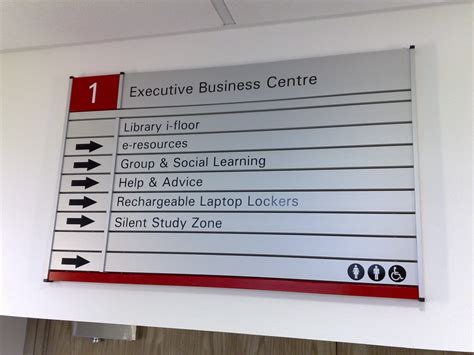 1 Executive Business Centre
Library i-floor
e-resources
Group & Social Learning
Help & Advice
Rechargeable Laptop Lockers
Silent Study Zone